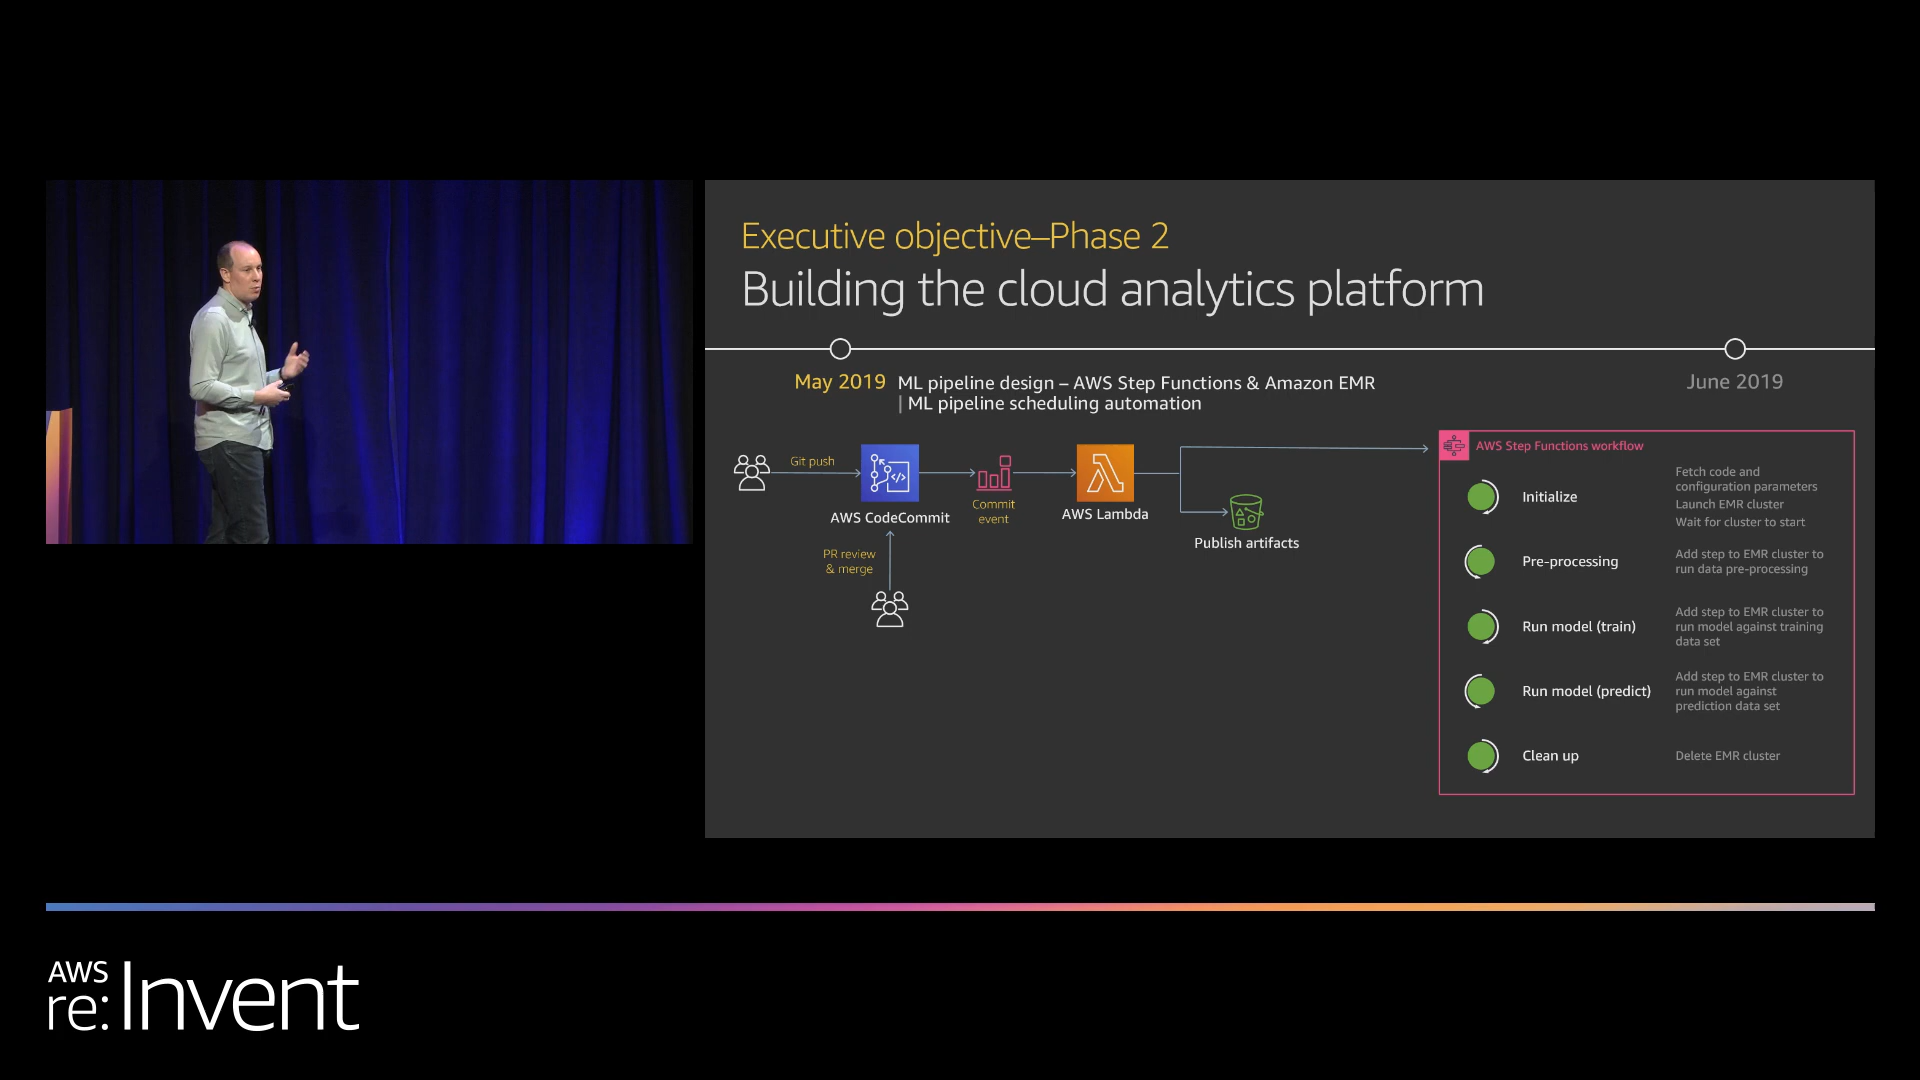 Executive objective–Phase 2
Building the cloud analytics platform
May 2019
ML pipeline design – AWS Step Functions & Amazon EMR
| ML pipeline scheduling automation
June 2019
Git push
AWS CodeCommit
Commit
event
AWS Lambda
Publish artifacts
PR review
& merge
AWS Step Functions workflow
Initialize
Fetch code and
configuration parameters
Launch EMR cluster
Wait for cluster to start
Pre-processing
Add step to EMR cluster to
run data pre-processing
Run model (train)
Add step to EMR cluster to
run model against training
data set
Run model (predict)
Add step to EMR cluster to
run model against
prediction data set
Clean up
Delete EMR cluster
AWS
re:Invent